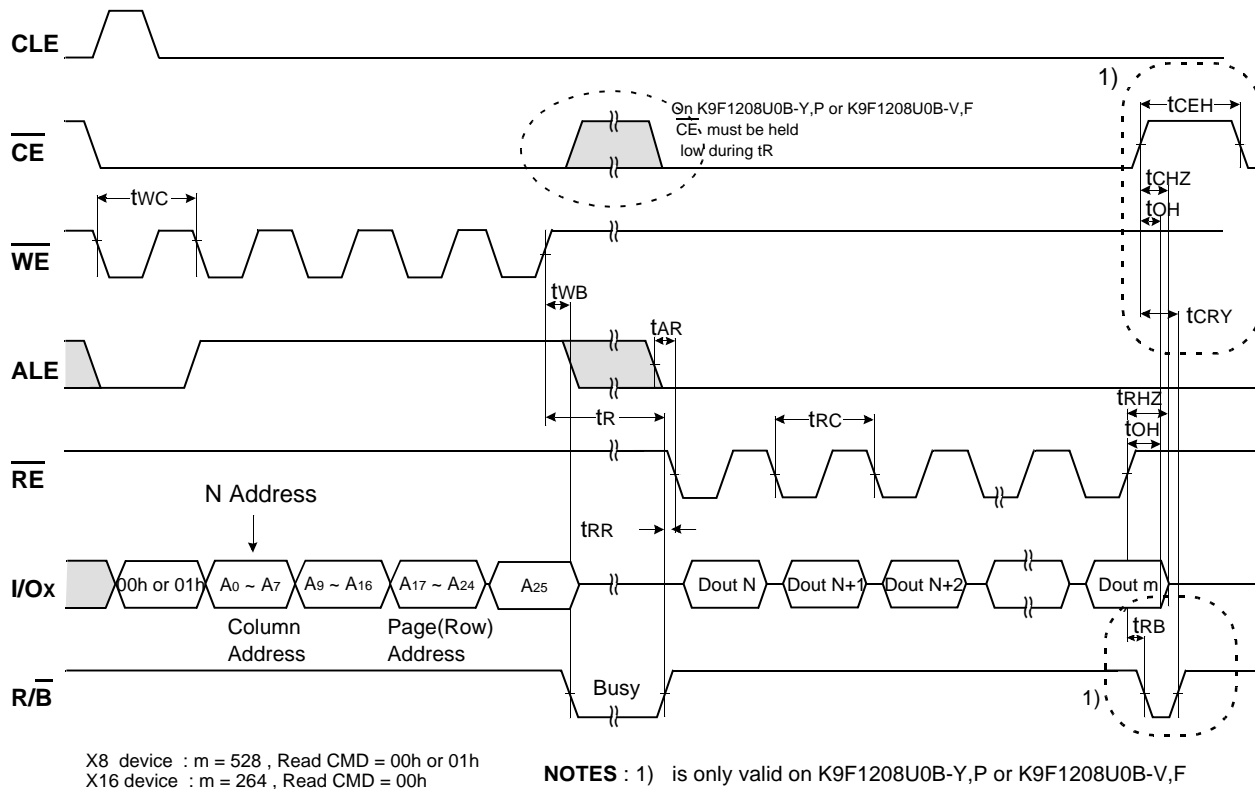 CLE
1)
tCEH
On K9F1208U0B-Y,P or K9F1208U0B-V,F
CE must be held
low during tR
CE
tCHZ
tOH
tWC
WE
tWB
tCRY
tAR
ALE
tRHZ
tR
tRC
tOH
RE
N Address
tRR
I/Ox
00h or 01h
A0 ~ A7
A9 ~ A16
A17 ~ A24
A25
Dout N
Dout N+1
Dout N+2
Dout m
Column
Address
Page(Row)
Address
tRB
R/B
Busy
1)
X8 device : m = 528 , Read CMD = 00h or 01h
X16 device : m = 264 , Read CMD = 00h
NOTES : 1) is only valid on K9F1208U0B-Y,P or K9F1208U0B-V,F